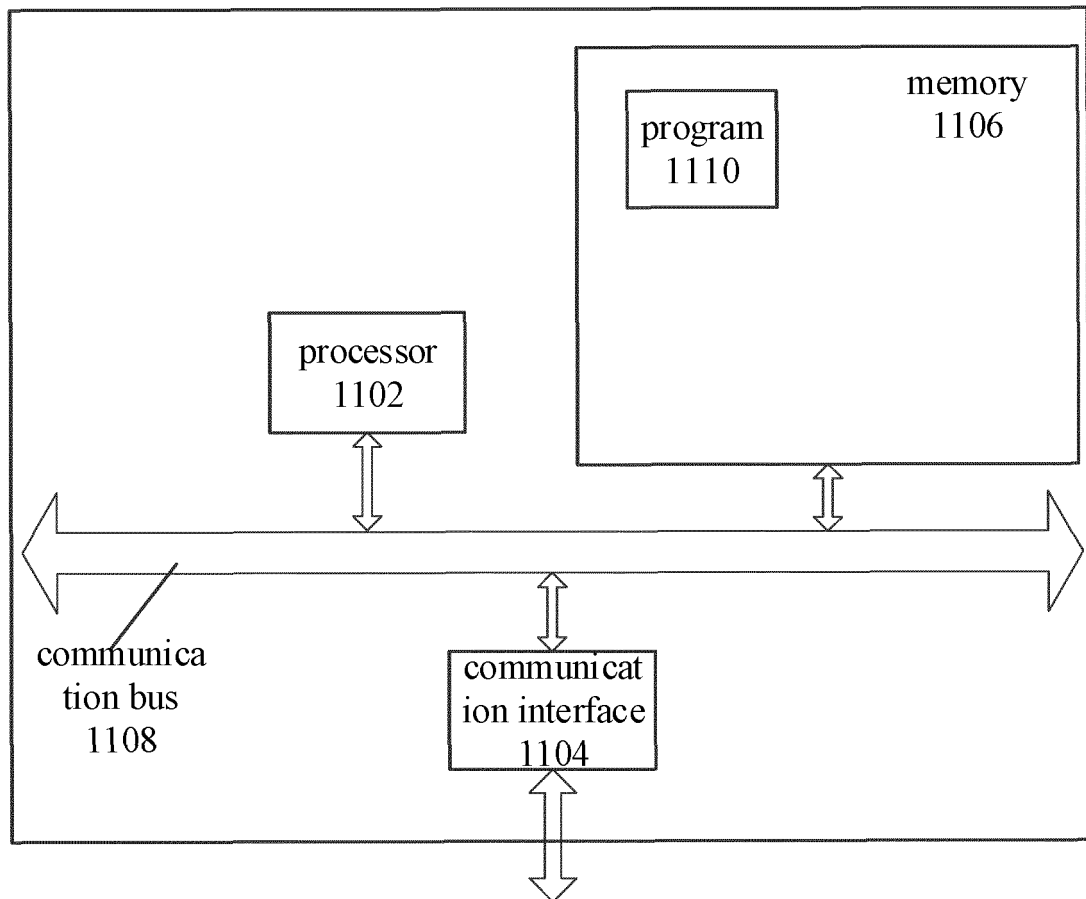 memory
1106
program
1110
processor
1102
communica
tion bus
1108
communicat
ion interface
1104